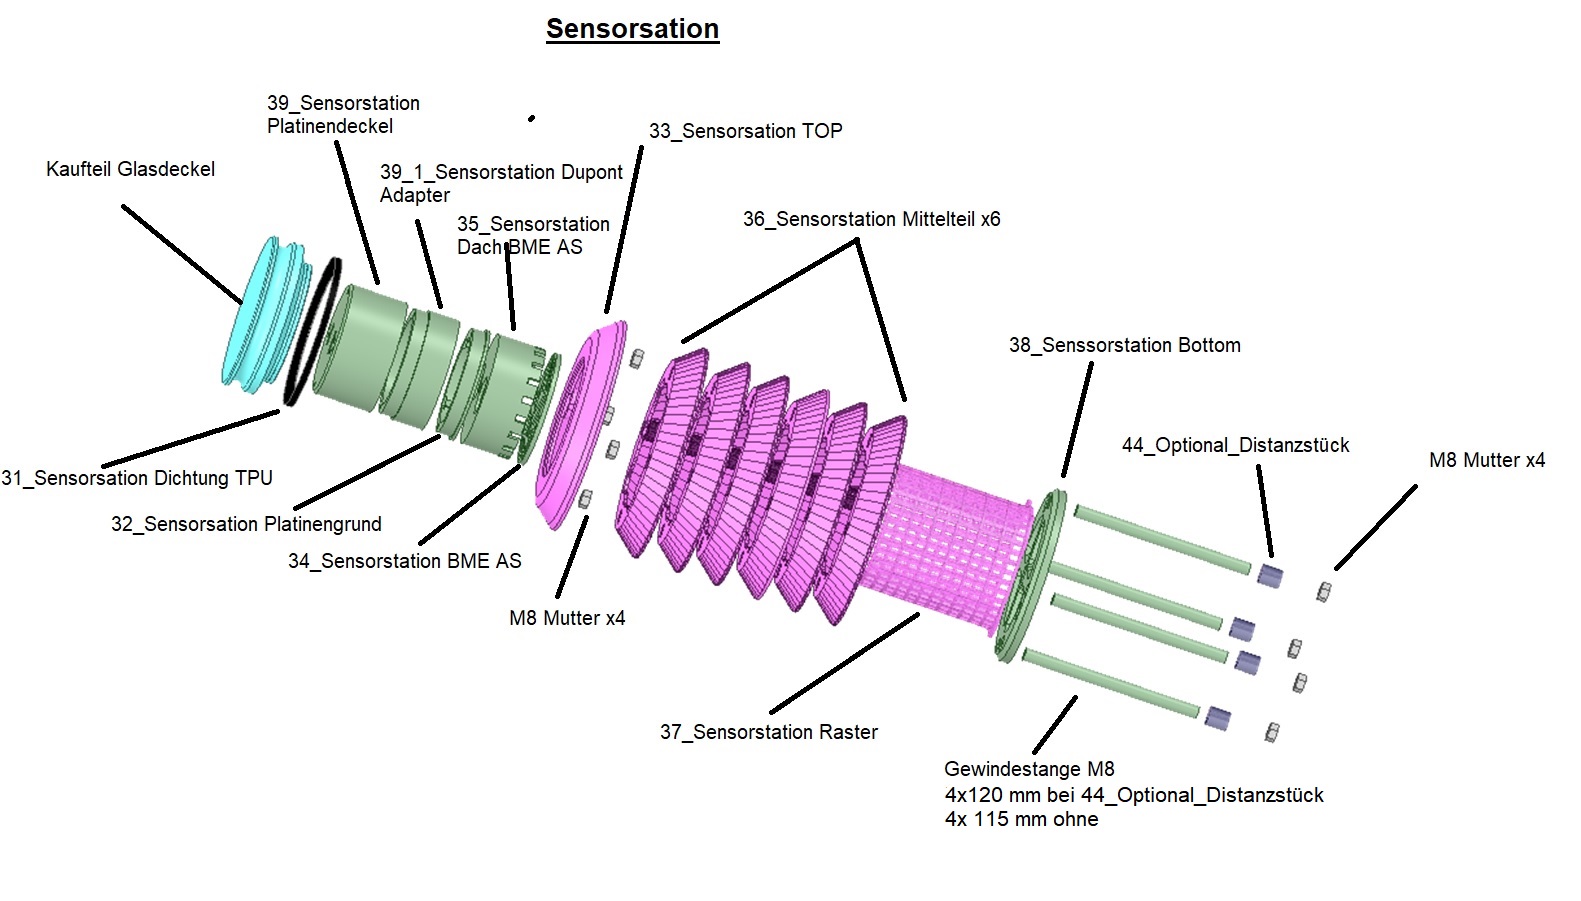 Sensorsation
39_Sensorstation
Platinendeckel
33_Sensorsation TOP
Kaufteil Glasdeckel
39_1_Sensorstation Dupont
Adapter
35_Sensorstation
Dach BME AS
36_Sensorstation Mittelteil x6
38_Senssorstation Bottom
44_Optional_Distanzstück
M8 Mutter x4
31_Sensorsation Dichtung TPU
32_Sensorsation Platinengrund
34_Sensorstation BME AS
M8 Mutter x4
37_Sensorstation Raster
Gewindestange M8
4x120 mm bei 44_Optional_Distanzstück
4x 115 mm ohne